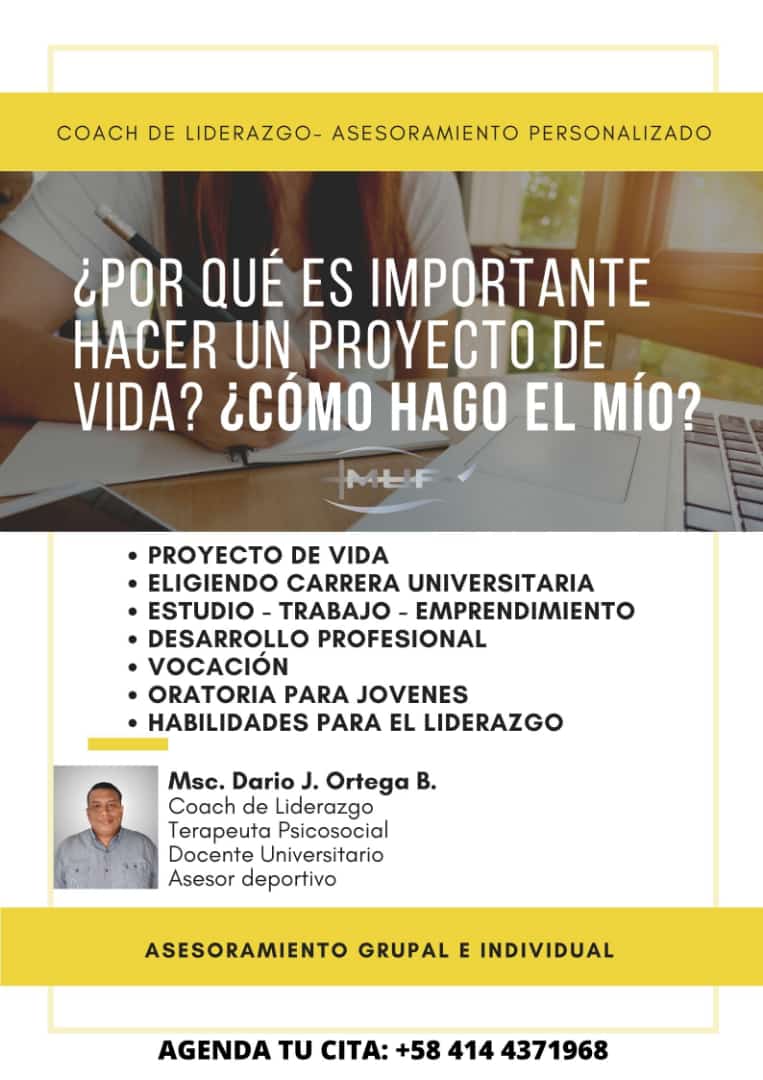 COACH DE LIDERAZGO- ASESORAMIENTO PERSONALIZADO
¿POR QUÉ ES IMPORTANTE
HACER UN PROYECTO DE
VIDA? ¿CÓMO HAGO EL MÍO?
• PROYECTO DE VIDA
• ELIGIENDO CARRERA UNIVERSITARIA
• ESTUDIO - TRABAJO - EMPRENDIMIENTO
• DESARROLLO PROFESIONAL
• VOCACIÓN
• ORATORIA PARA JOVENES
• HABILIDADES PARA EL LIDERAZGO
Msc. Dario J. Ortega B.
Coach de Liderazgo
Terapeuta Psicosocial
Docente Universitario
Asesor deportivo
ASESORAMIENTO GRUPAL E INDIVIDUAL
AGENDA TU CITA: +58 414 4371968